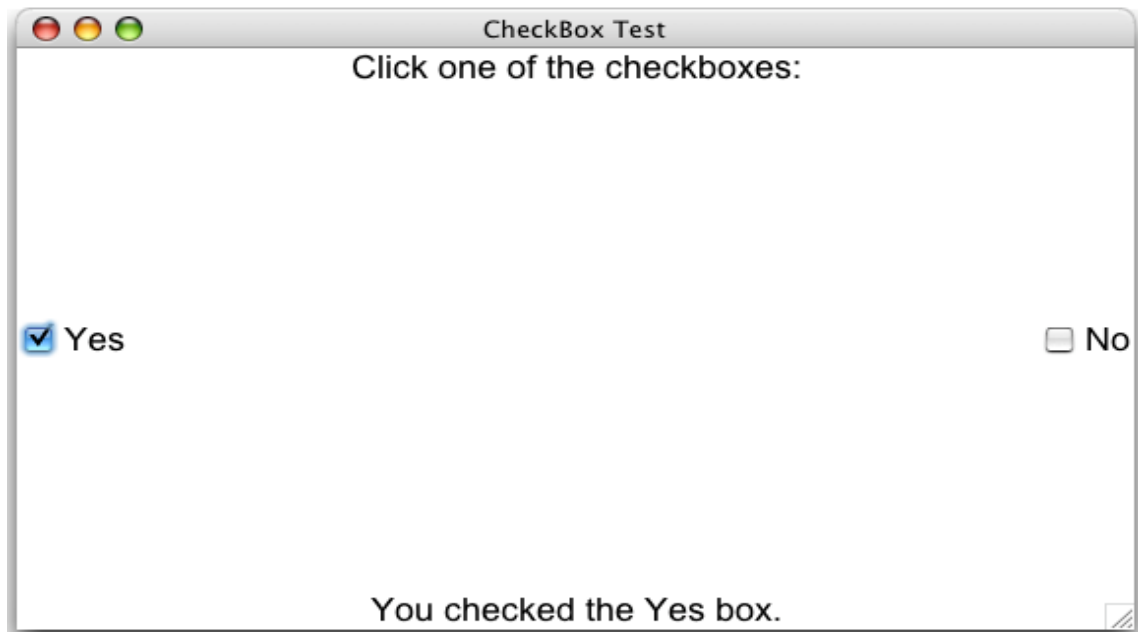 CheckBox Test
Click one of the checkboxes:
Yes
No
You checked the Yes box.